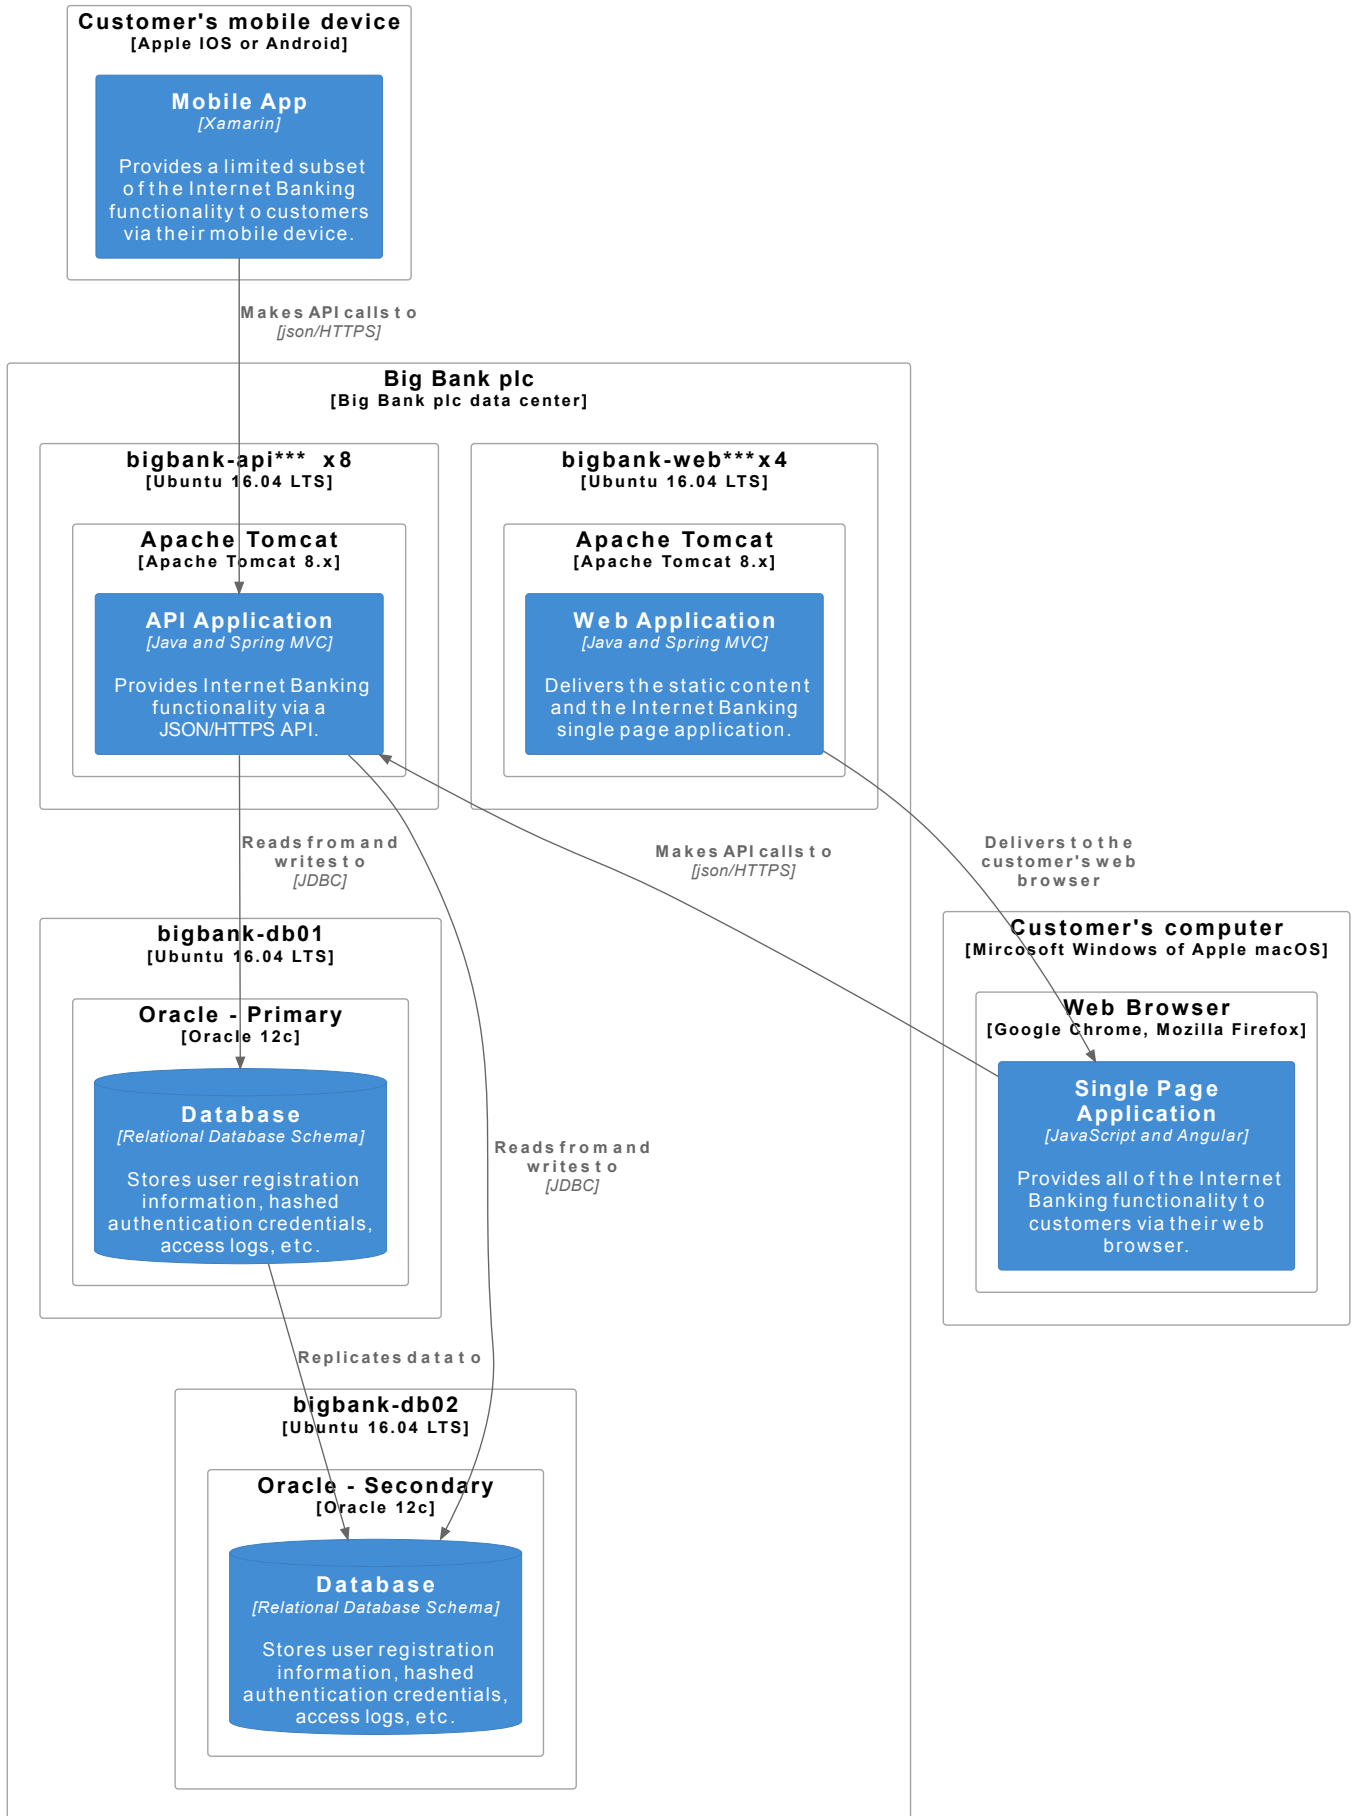 Customer's mobile device
[Apple IOS or Android]
Mobile App
[Xamarin]
Provides a limited subset
of the Internet Banking
functionality to customers
via their mobile device.
Makes API calls to
[json/HTTPS]
Big Bank plc
[Big Bank plc data center]
bigbank-api*** x8
[Ubuntu 16.04 LTS]
Apache Tomcat
[Apache Tomcat 8.x]
API Application
[Java and Spring MVC]
Provides Internet Banking
functionality via a
JSON/HTTPS API.
bigbank-web*** x4
[Ubuntu 16.04 LTS]
Apache Tomcat
[Apache Tomcat 8.x]
Web Application
[Java and Spring MVC]
Delivers the static content
and the Internet Banking
single page application.
Reads from and
writes to
[JDBC]
Makes API calls to
[json/HTTPS]
Delivers to the
customer's web
browser
bigbank-db01
[Ubuntu 16.04 LTS]
Oracle - Primary
[Oracle 12c]
Database
[Relational Database Schema]
Stores user registration
information, hashed
authentication credentials,
access logs, etc.
Reads from and
writes to
[JDBC]
Customer's computer
[Mircosoft Windows of Apple macOS]
Web Browser
[Google Chrome, Mozilla Firefox]
Single Page
Application
[JavaScript and Angular]
Provides all of the Internet
Banking functionality to
customers via their web
browser.
Replicates data to
bigbank-db02
[Ubuntu 16.04 LTS]
Oracle - Secondary
[Oracle 12c]
Database
[Relational Database Schema]
Stores user registration
information, hashed
authentication credentials,
access logs, etc.